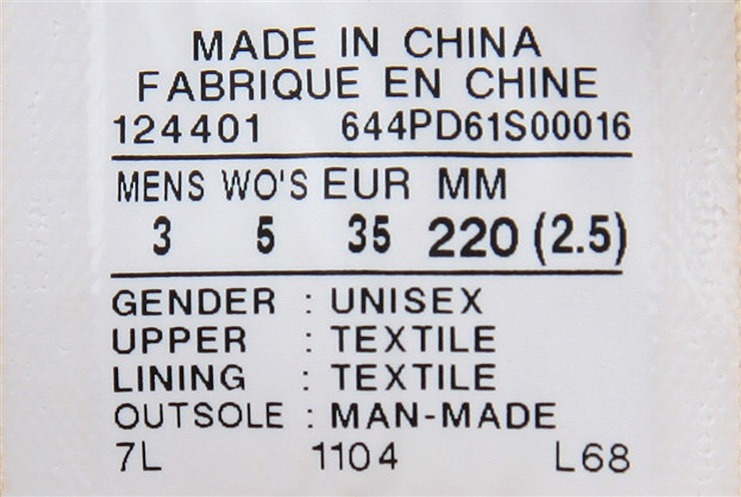 MADE IN CHINA
FABRIQUE EN CHINE
124401 644PD61S00016
MENS WO'S EUR MM
3 5 35 220 (2.5)
GENDER : UNISEX
UPPER : TEXTILE
LINING : TEXTILE
OUTSOLE : MAN-MADE
7L 1104 L68